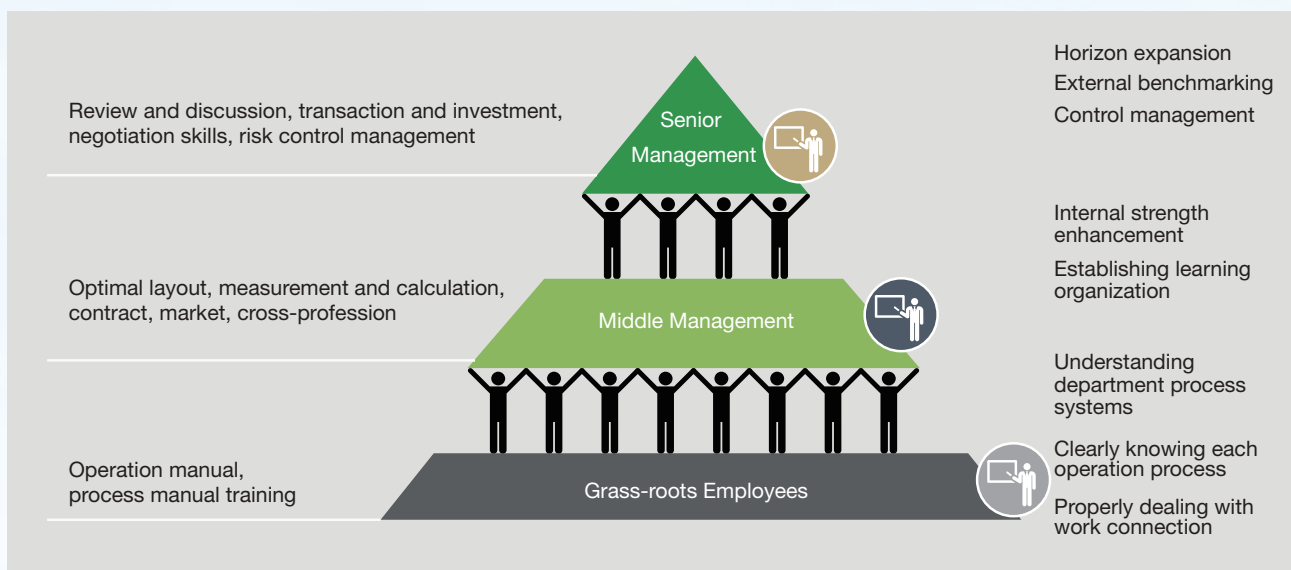 Review and discussion, transaction and investment,
negotiation skills, risk control management
Senior
Management
Horizon expansion
External benchmarking
Control management
Optimal layout, measurement and calculation,
contract, market, cross-profession
Middle Management
Internal strength
enhancement
Establishing learning
organization
Operation manual,
process manual training
Grass-roots Employees
Understanding
department process
systems
Clearly knowing each
operation process
Properly dealing with
work connection